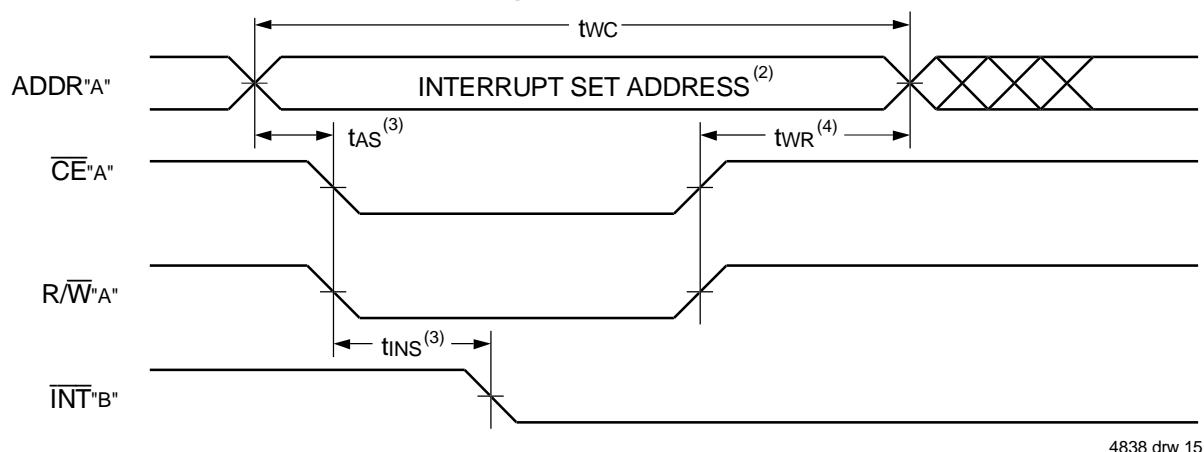 tWC
ADDR"A"
INTERRUPT SET ADDRESS(2)
tAS(3)
tWR(4)
CE"A"
R/W"A"
tINS(3)
INT"B"
4838 drw 15